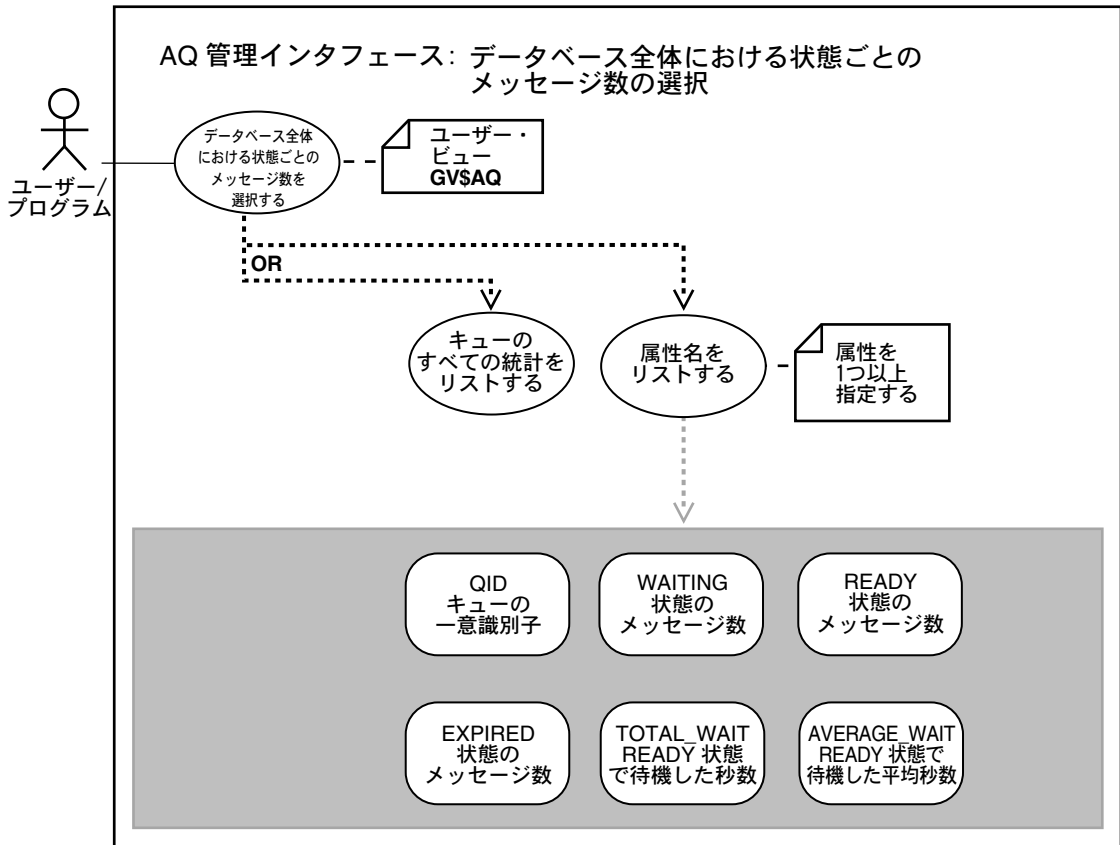 AQ 管理インタフェース: データベース全体における状態ごとの
メッセージ数の選択
ユーザー/
プログラム
データベース全体
における状態ごとの
メッセージ数を
選択する
ユーザー・
ビュー
GV$AQ
OR
キューの
すべての統計を
リストする
属性名を
リストする
属性を
1つ以上
指定する
QID
キューの
一意識別子
WAITING
状態の
メッセージ数
READY
状態の
メッセージ数
EXPIRED
状態の
メッセージ数
TOTAL_WAIT
READY 状態
で待機した秒数
AVERAGE_WAIT
READY 状態で
待機した平均秒数